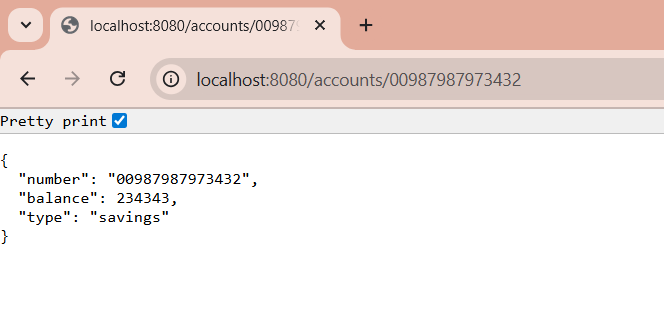 localhost:8080/accounts/00987
localhost:8080/accounts/00987987973432
Pretty print
{
"number": "00987987973432",
"balance": 234343,
"type": "savings"
}